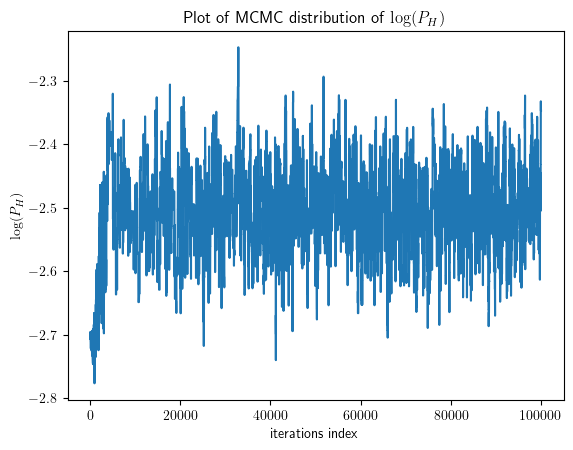 Plot of MCMC distribution of log(P_H)
−2.3
−2.4
−2.5
−2.6
−2.7
−2.8
log(P_H)
0 20000 40000 60000 80000 100000
iterations index